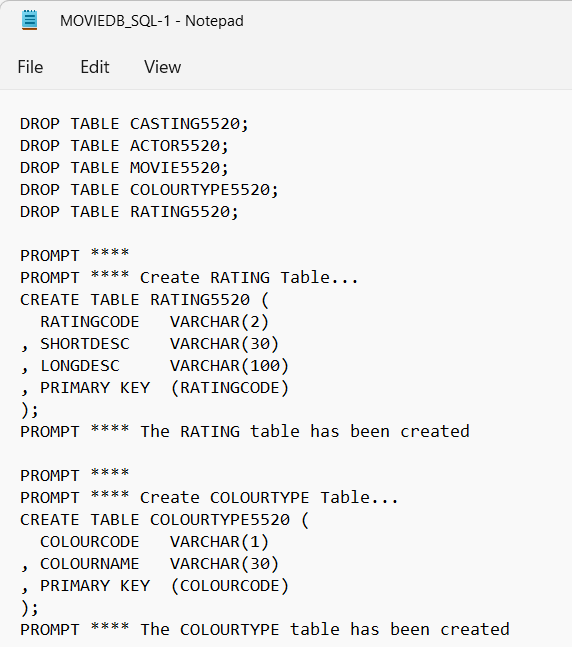 MOVIEDB_SQL-1 - Notepad
File Edit View
DROP TABLE CASTING5520;
DROP TABLE ACTOR5520;
DROP TABLE MOVIE5520;
DROP TABLE COLOURTYPE5520;
DROP TABLE RATING5520;

PROMPT ****
PROMPT **** Create RATING Table...
CREATE TABLE RATING5520 (
  RATINGCODE   VARCHAR(2)
, SHORTDESC    VARCHAR(30)
, LONGDESC     VARCHAR(100)
, PRIMARY KEY  (RATINGCODE)
);
PROMPT **** The RATING table has been created

PROMPT ****
PROMPT **** Create COLOURTYPE Table...
CREATE TABLE COLOURTYPE5520 (
  COLOURCODE   VARCHAR(1)
, COLOURNAME   VARCHAR(30)
, PRIMARY KEY  (COLOURCODE)
);
PROMPT **** The COLOURTYPE table has been created